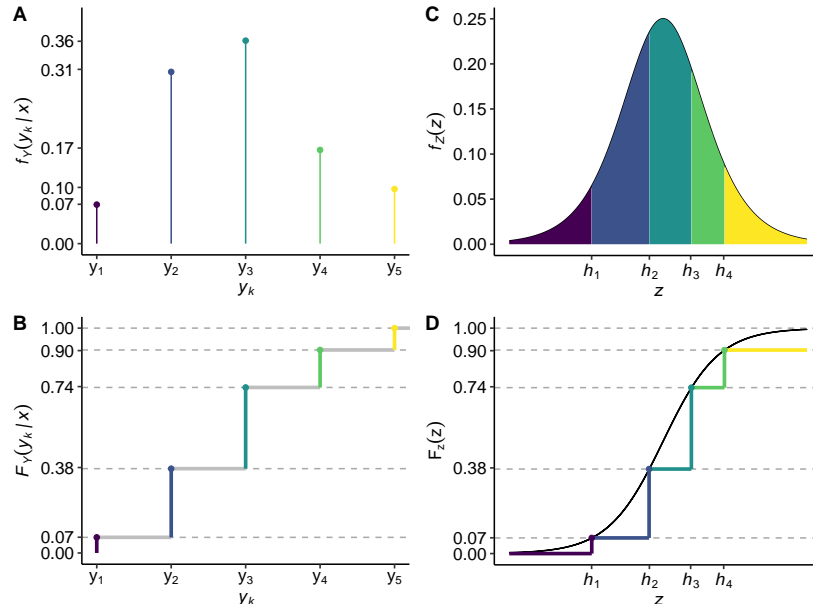 A
0.36
0.31
0.17
0.10
0.07
0.00
f_Y(y_k | x)
y₁ y₂ y₃ y₄ y₅
y_k
C
0.25
0.20
0.15
0.10
0.05
0.00
f_Z(z)
h₁ h₂ h₃ h₄
z
B
1.00
0.90
0.74
0.38
0.07
0.00
F_Y(y_k | x)
y₁ y₂ y₃ y₄ y₅
y_k
D
1.00
0.90
0.74
0.38
0.07
0.00
F_z(z)
h₁ h₂ h₃ h₄
z